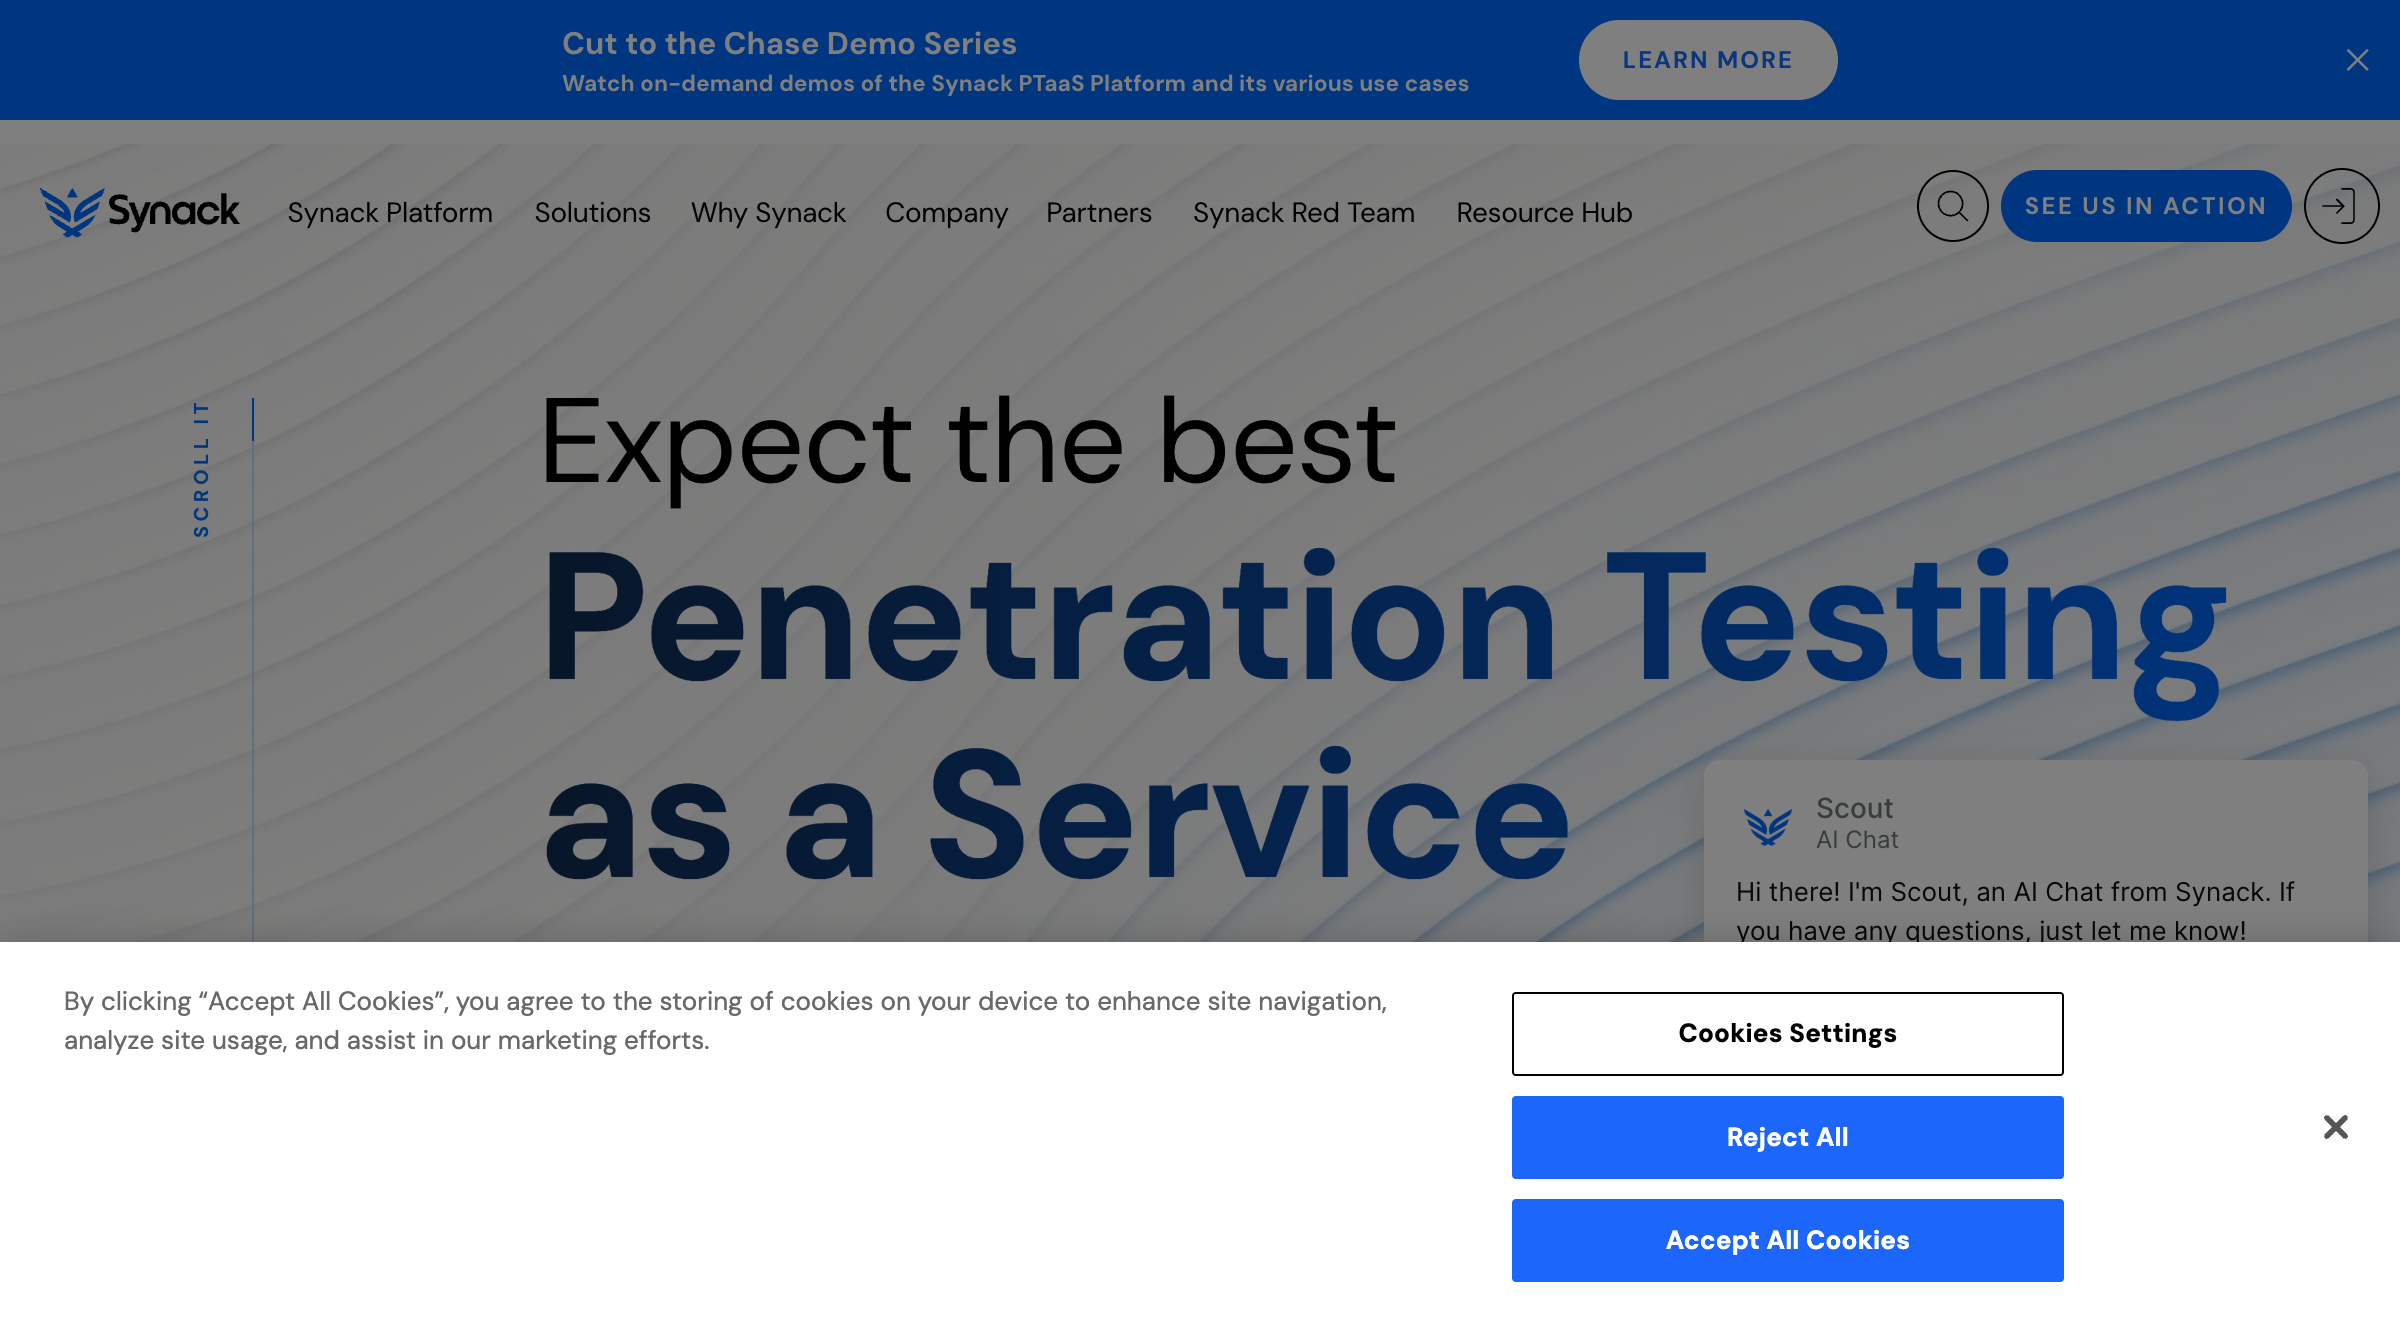 Cut to the Chase Demo Series
Watch on-demand demos of the Synack PTaaS Platform and its various use cases
LEARN MORE
Synack
Synack Platform
Solutions
Why Synack
Company
Partners
Synack Red Team
Resource Hub
SEE US IN ACTION
SCROLL IT
Expect the best
Penetration Testing
as a Service
Scout
AI Chat
Hi there! I'm Scout, an AI Chat from Synack. If
you have any questions, just let me know!
By clicking “Accept All Cookies”, you agree to the storing of cookies on your device to enhance site navigation,
analyze site usage, and assist in our marketing efforts.
Cookies Settings
Reject All
Accept All Cookies